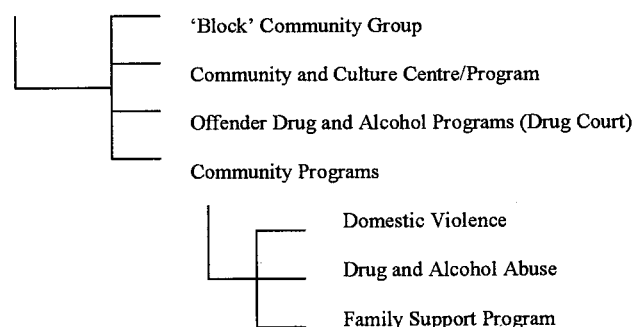 ‘Block’ Community Group
Community and Culture Centre/Program
Offender Drug and Alcohol Programs (Drug Court)
Community Programs
Domestic Violence
Drug and Alcohol Abuse
Family Support Program